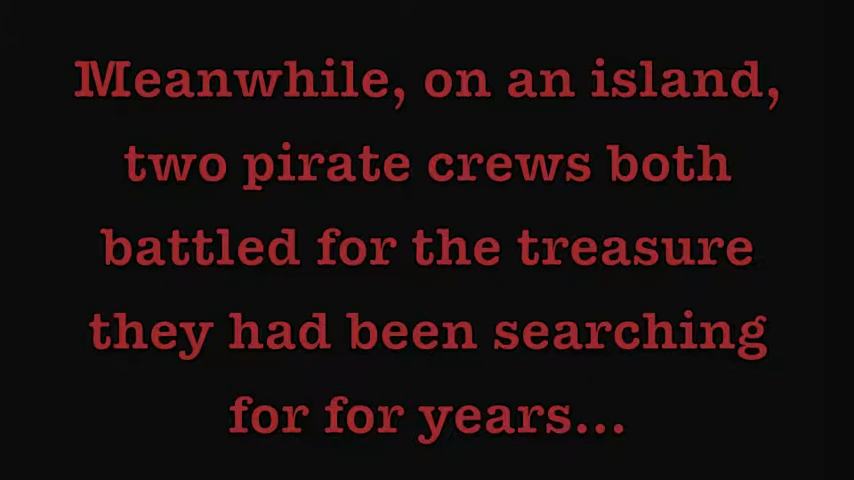 Meanwhile, on an island,
two pirate crews both
battled for the treasure
they had been searching
for for years...